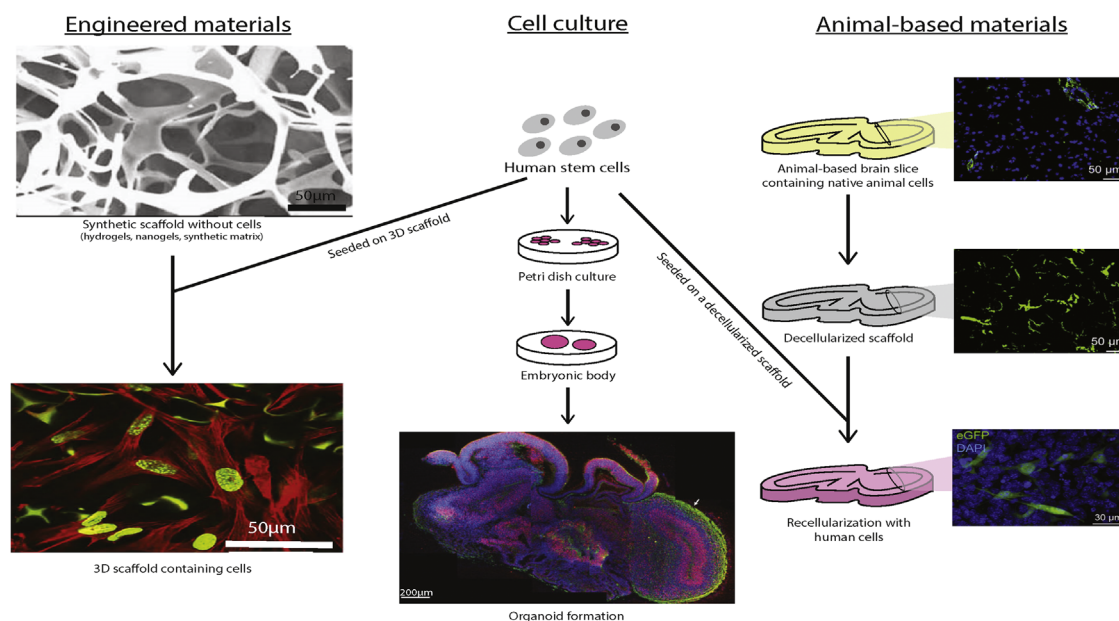 Engineered materials
50μm
Synthetic scaffold without cells
(hydrogels, nanogels, synthetic matrix)
Seeded on 3D scaffold
50μm
3D scaffold containing cells
Cell culture
Human stem cells
Petri dish culture
Embryonic body
200μm
Organoid formation
Seeded on a decellularized scaffold
Animal-based materials
Animal-based brain slice
containing native animal cells
50 μm
Decellularized scaffold
50 μm
Recellularization with
human cells
eGFP
DAPI
30 μm